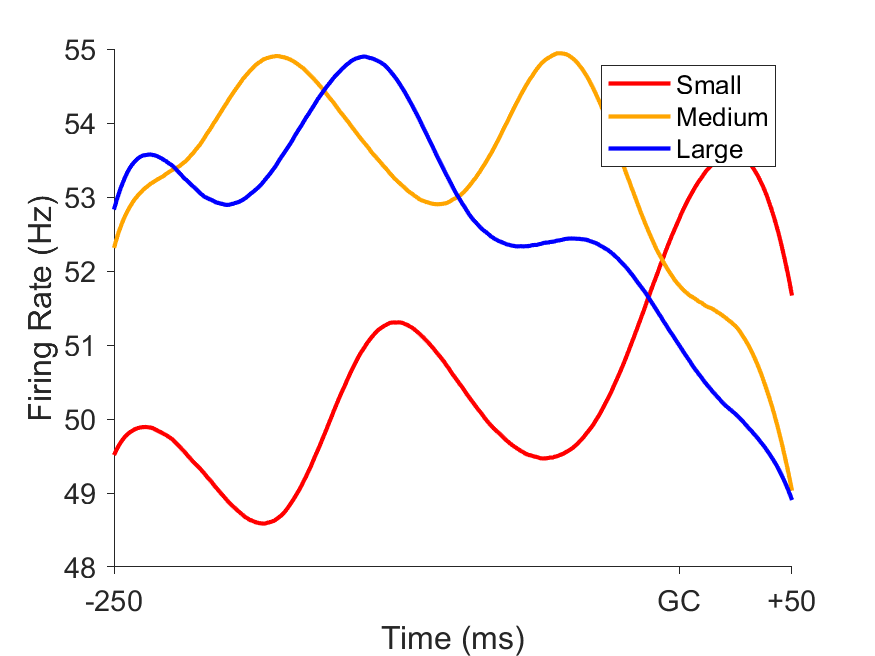 55
54
53
52
51
50
49
48
Firing Rate (Hz)
Small
Medium
Large
-250
GC
+50
Time (ms)